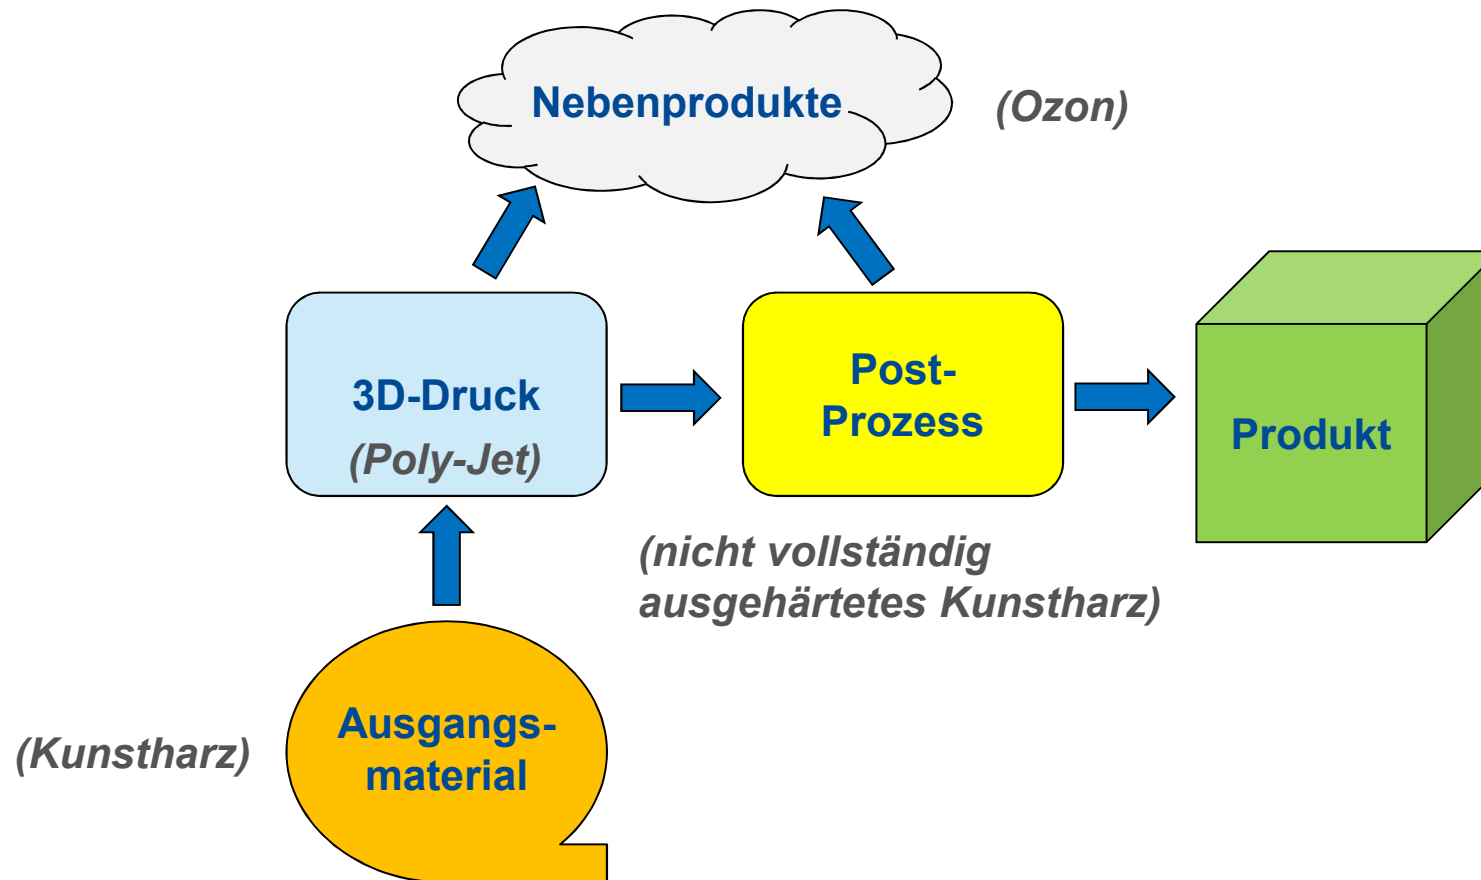 Nebenprodukte
(Ozon)
3D-Druck
(Poly-Jet)
Post-
Prozess
Produkt
(nicht vollständig
ausgehärtetes Kunstharz)
(Kunstharz)
Ausgangs-
material